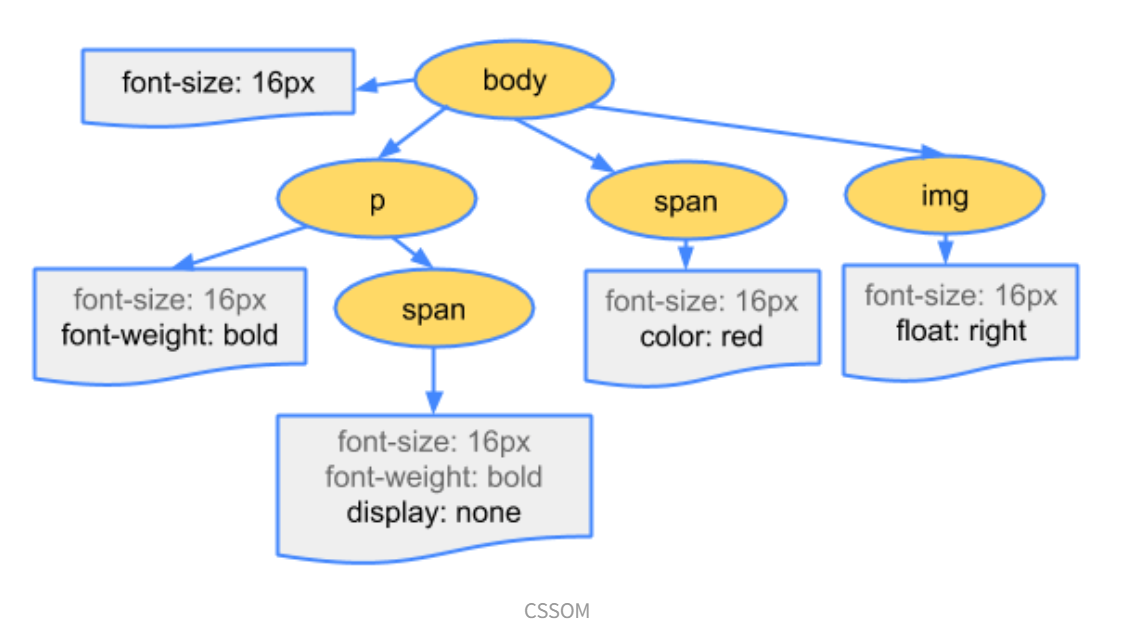 font-size: 16px
body
p
span
img
font-size: 16px
font-weight: bold
span
font-size: 16px
color: red
font-size: 16px
float: right
font-size: 16px
font-weight: bold
display: none
CSSOM